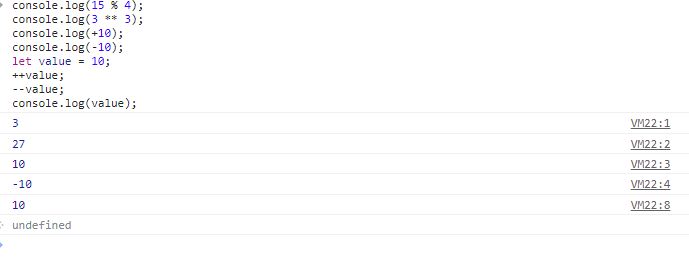 console.log(15 % 4);
console.log(3 ** 3);
console.log(+10);
console.log(-10);
let value = 10;
++value;
--value;
console.log(value);
3 VM22:1
27 VM22:2
10 VM22:3
-10 VM22:4
10 VM22:8
undefined